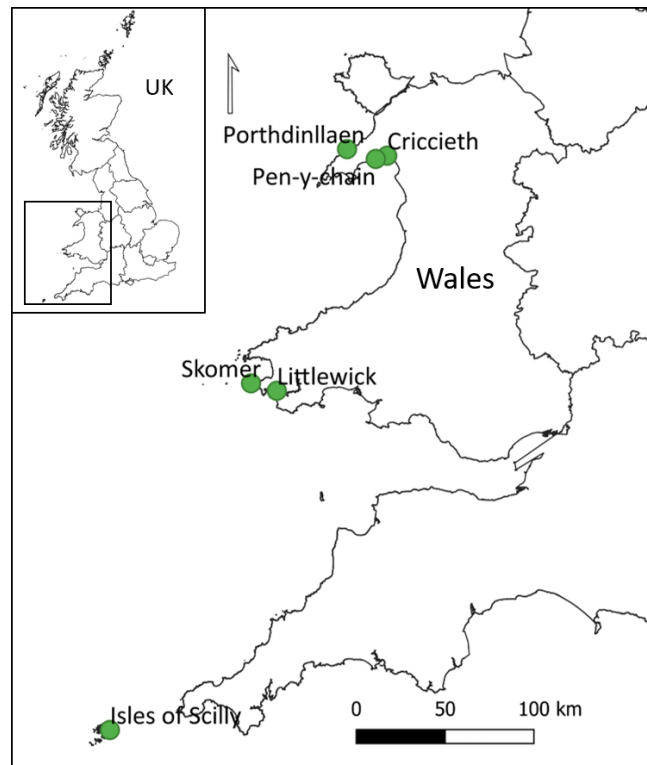 UK
Porthdinllaen
Criccieth
Pen-y-chain
Wales
Skomer
Littlewick
Isles of Scilly
0 50 100 km